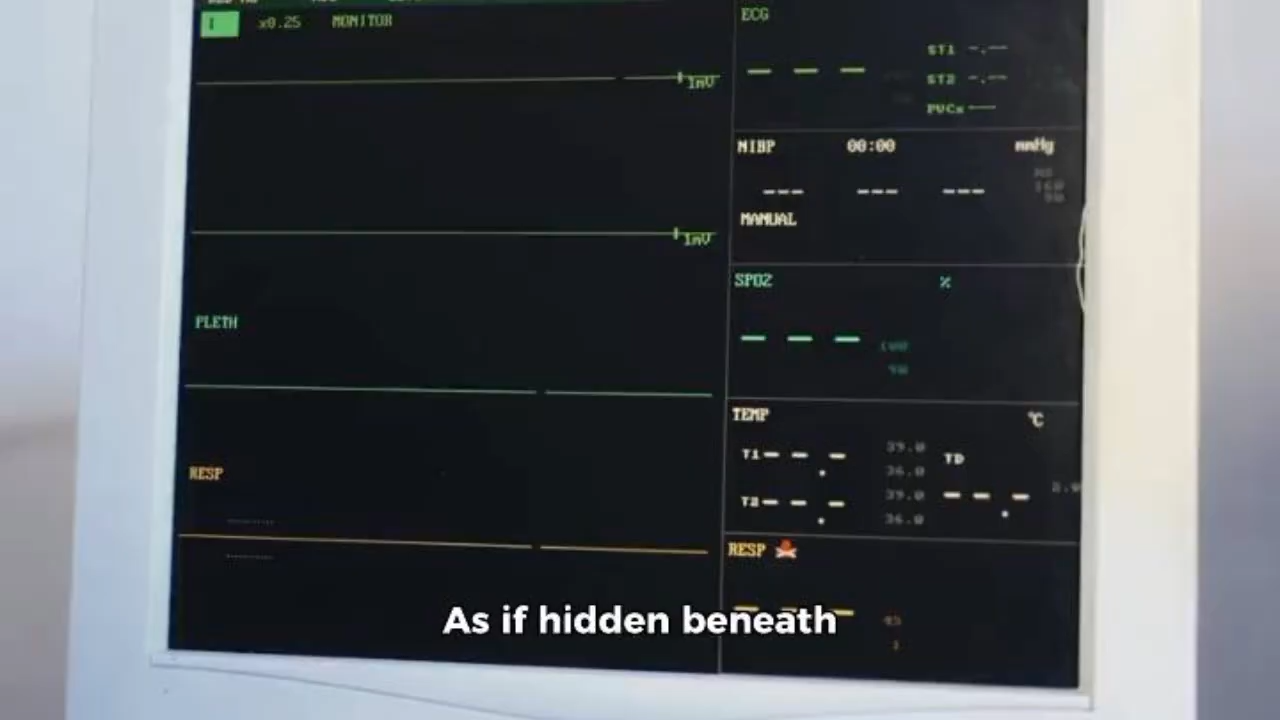 I x0.25 MONITOR
1mV
1mV
PLETH
RESP
ECG
ST1 -.--
ST2 -.--
PVCs ---
NIBP 00:00 mmHg
--- --- ---
MANUAL
SPO2 %
---
TEMP °C
T1 --.-
39.0
36.0
TD --.-
T2 --.-
39.0
36.0
RESP
---
As if hidden beneath